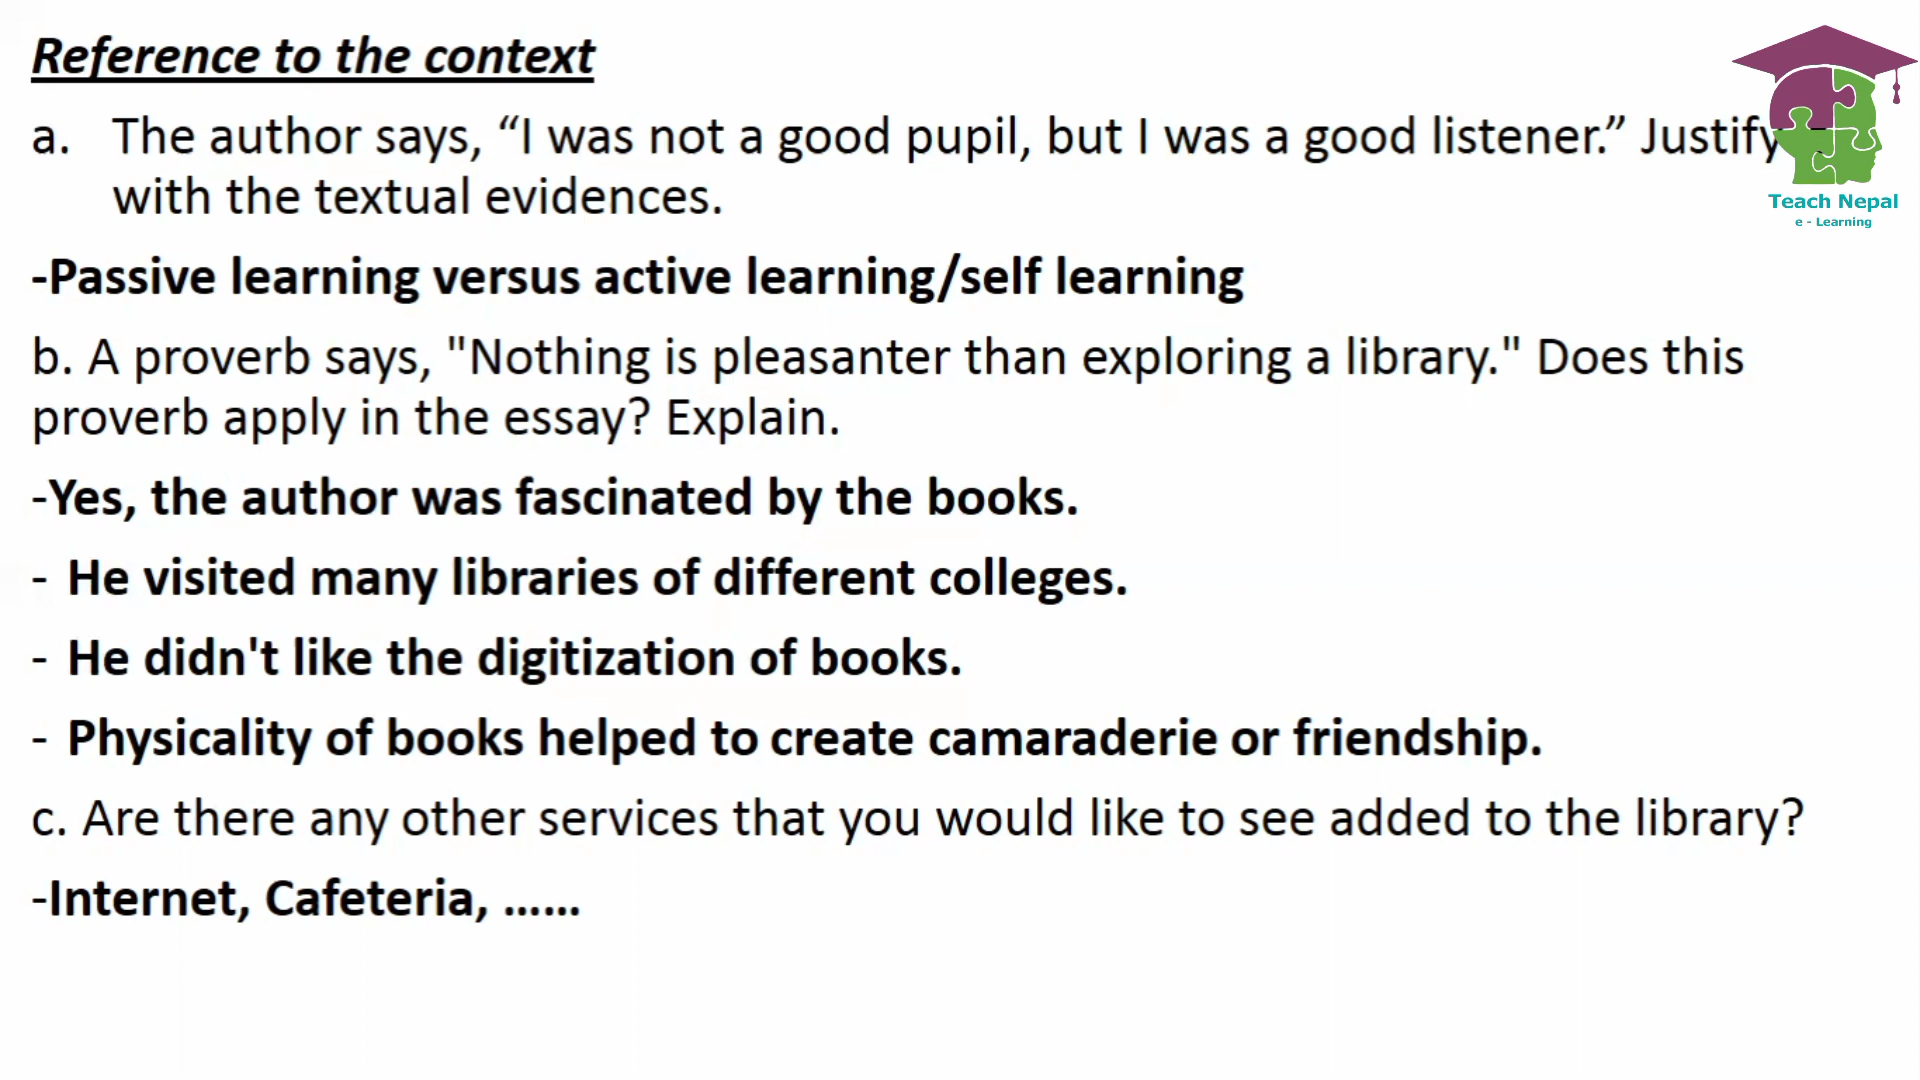 Reference to the context
a. The author says, “I was not a good pupil, but I was a good listener.” Justify
with the textual evidences.
-Passive learning versus active learning/self learning
b. A proverb says, "Nothing is pleasanter than exploring a library." Does this
proverb apply in the essay? Explain.
-Yes, the author was fascinated by the books.
- He visited many libraries of different colleges.
- He didn't like the digitization of books.
- Physicality of books helped to create camaraderie or friendship.
c. Are there any other services that you would like to see added to the library?
-Internet, Cafeteria, ……
Teach Nepal
e - Learning